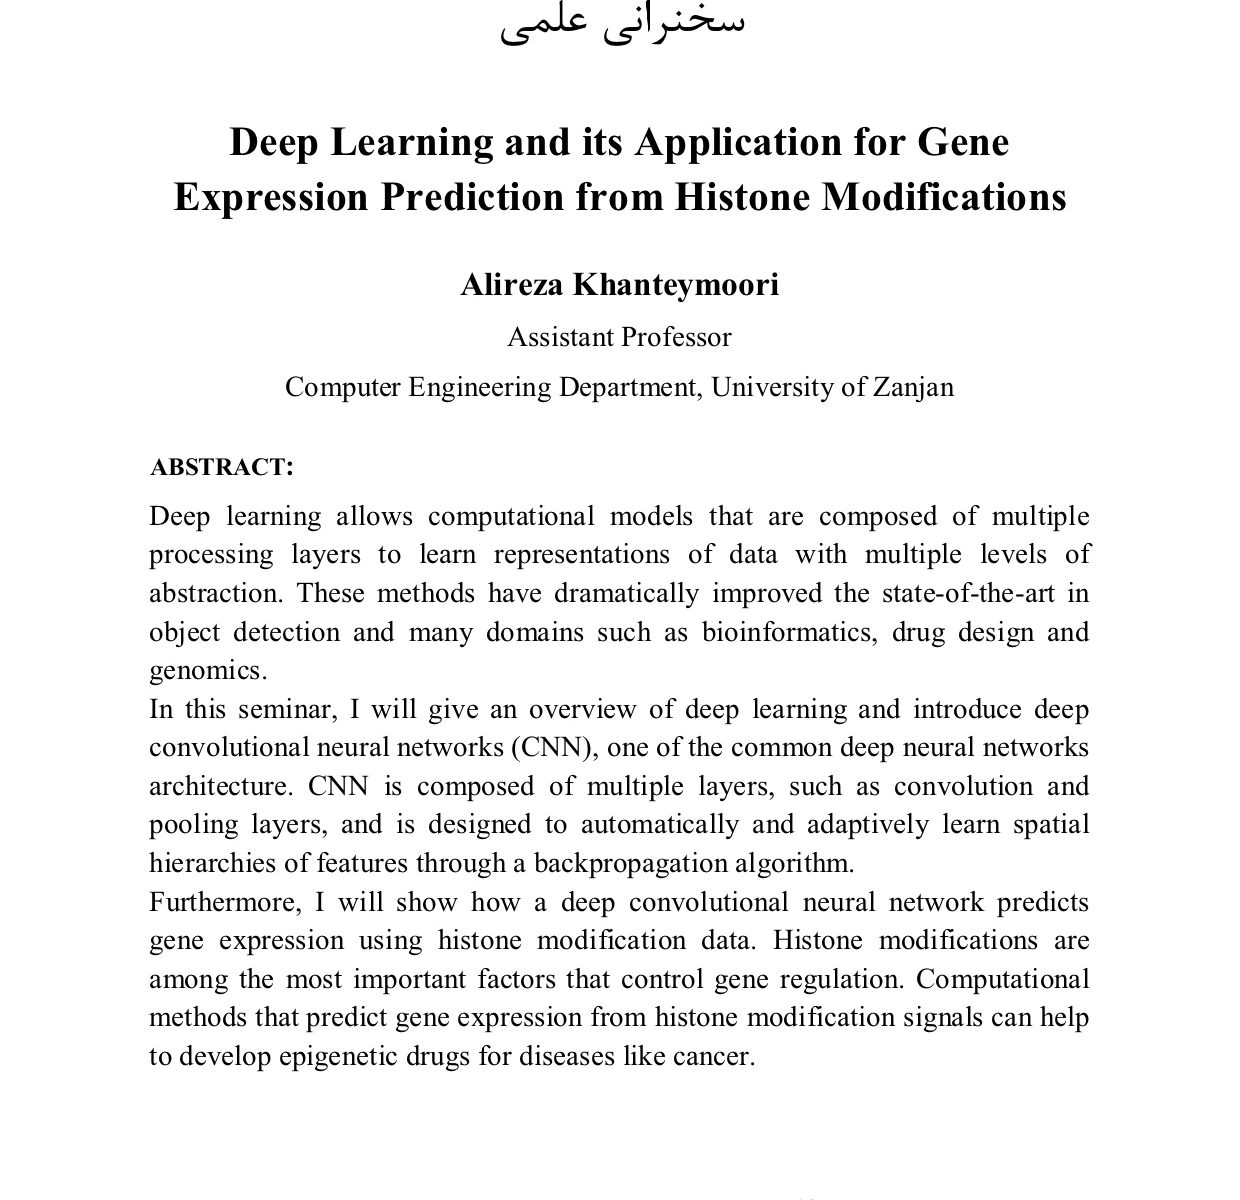 سخنرانی علمی
Deep Learning and its Application for Gene
Expression Prediction from Histone Modifications
Alireza Khanteymoori
Assistant Professor
Computer Engineering Department, University of Zanjan
ABSTRACT:
Deep learning allows computational models that are composed of multiple
processing layers to learn representations of data with multiple levels of
abstraction. These methods have dramatically improved the state-of-the-art in
object detection and many domains such as bioinformatics, drug design and
genomics.
In this seminar, I will give an overview of deep learning and introduce deep
convolutional neural networks (CNN), one of the common deep neural networks
architecture. CNN is composed of multiple layers, such as convolution and
pooling layers, and is designed to automatically and adaptively learn spatial
hierarchies of features through a backpropagation algorithm.
Furthermore, I will show how a deep convolutional neural network predicts
gene expression using histone modification data. Histone modifications are
among the most important factors that control gene regulation. Computational
methods that predict gene expression from histone modification signals can help
to develop epigenetic drugs for diseases like cancer.